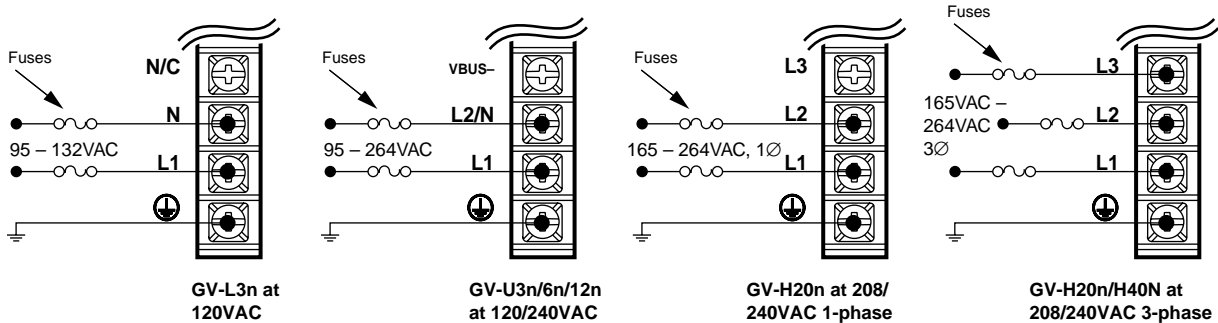 Fuses
N/C
N
95 – 132VAC
L1
GV-L3n at
120VAC
Fuses
VBUS–
L2/N
95 – 264VAC
L1
GV-U3n/6n/12n
at 120/240VAC
Fuses
L3
L2
165 – 264VAC, 1∅
L1
GV-H20n at 208/
240VAC 1-phase
Fuses
L3
165VAC –
264VAC
3∅
L2
L1
GV-H20n/H40N at
208/240VAC 3-phase